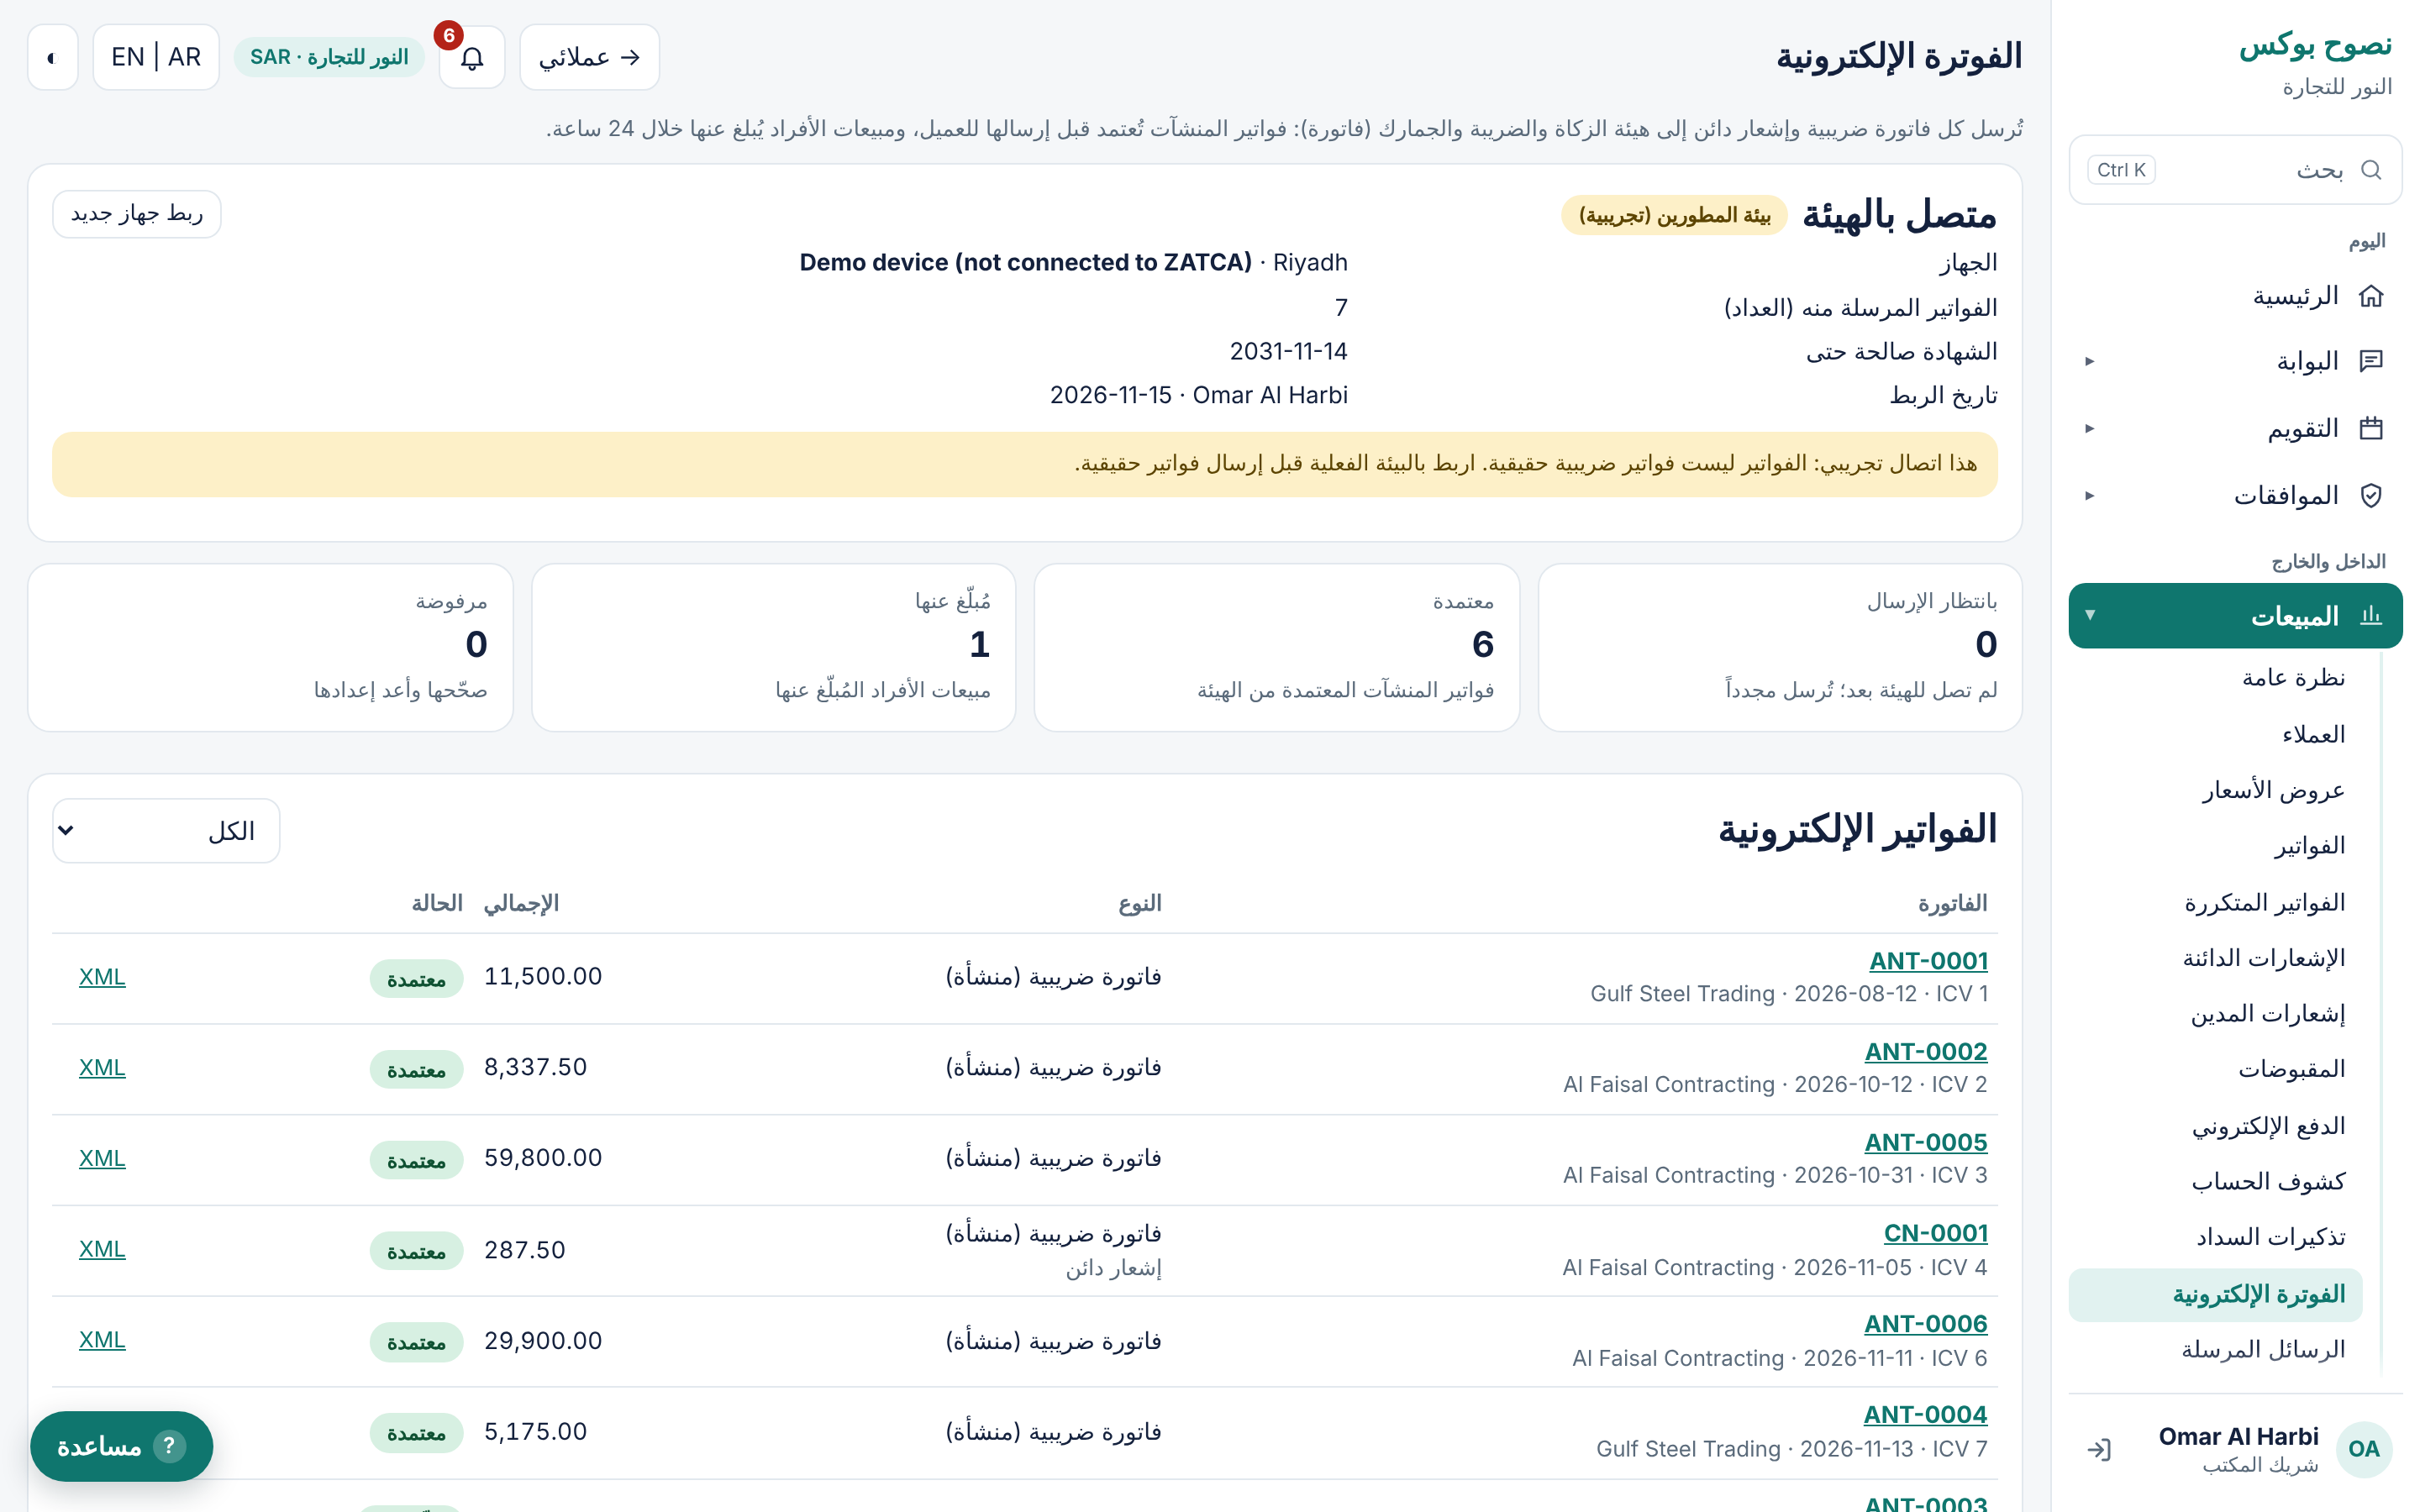 نصوح بوكس
النور للتجارة
بحث
Ctrl K
اليوم
الرئيسية
البوابة
التقويم
الموافقات
الداخل والخارج
المبيعات
نظرة عامة
العملاء
عروض الأسعار
الفواتير
الفواتير المتكررة
الإشعارات الدائنة
إشعارات المدين
المقبوضات
الدفع الإلكتروني
كشوف الحساب
تذكيرات السداد
الفوترة الإلكترونية
الرسائل المرسلة
OA
Omar Al Harbi
شريك المكتب
الفوترة الإلكترونية
→ عملائي
6
النور للتجارة · SAR
EN | AR
تُرسل كل فاتورة ضريبية وإشعار دائن إلى هيئة الزكاة والضريبة والجمارك (فاتورة): فواتير المنشآت تُعتمد قبل إرسالها للعميل، ومبيعات الأفراد يُبلغ عنها خلال 24 ساعة.
متصل بالهيئة
بيئة المطورين (تجريبية)
ربط جهاز جديد
الجهاز
Demo device (not connected to ZATCA) · Riyadh
الفواتير المرسلة منه (العداد)
7
الشهادة صالحة حتى
2031-11-14
تاريخ الربط
2026-11-15 · Omar Al Harbi
هذا اتصال تجريبي: الفواتير ليست فواتير ضريبية حقيقية. اربط بالبيئة الفعلية قبل إرسال فواتير حقيقية.
بانتظار الإرسال
0
لم تصل للهيئة بعد؛ تُرسل مجدداً
معتمدة
6
فواتير المنشآت المعتمدة من الهيئة
مُبلّغ عنها
1
مبيعات الأفراد المُبلّغ عنها
مرفوضة
0
صحّحها وأعد إعدادها
الفواتير الإلكترونية
الكل
الفاتورة النوع الإجمالي الحالة
ANT-0001
Gulf Steel Trading · 2026-08-12 · ICV 1
فاتورة ضريبية (منشأة)
11,500.00
معتمدة
XML
ANT-0002
Al Faisal Contracting · 2026-10-12 · ICV 2
فاتورة ضريبية (منشأة)
8,337.50
معتمدة
XML
ANT-0005
Al Faisal Contracting · 2026-10-31 · ICV 3
فاتورة ضريبية (منشأة)
59,800.00
معتمدة
XML
CN-0001
Al Faisal Contracting · 2026-11-05 · ICV 4
فاتورة ضريبية (منشأة)
إشعار دائن
287.50
معتمدة
XML
ANT-0006
Al Faisal Contracting · 2026-11-11 · ICV 6
فاتورة ضريبية (منشأة)
29,900.00
معتمدة
XML
ANT-0004
Gulf Steel Trading · 2026-11-13 · ICV 7
فاتورة ضريبية (منشأة)
5,175.00
معتمدة
ANT-0003
? مساعدة